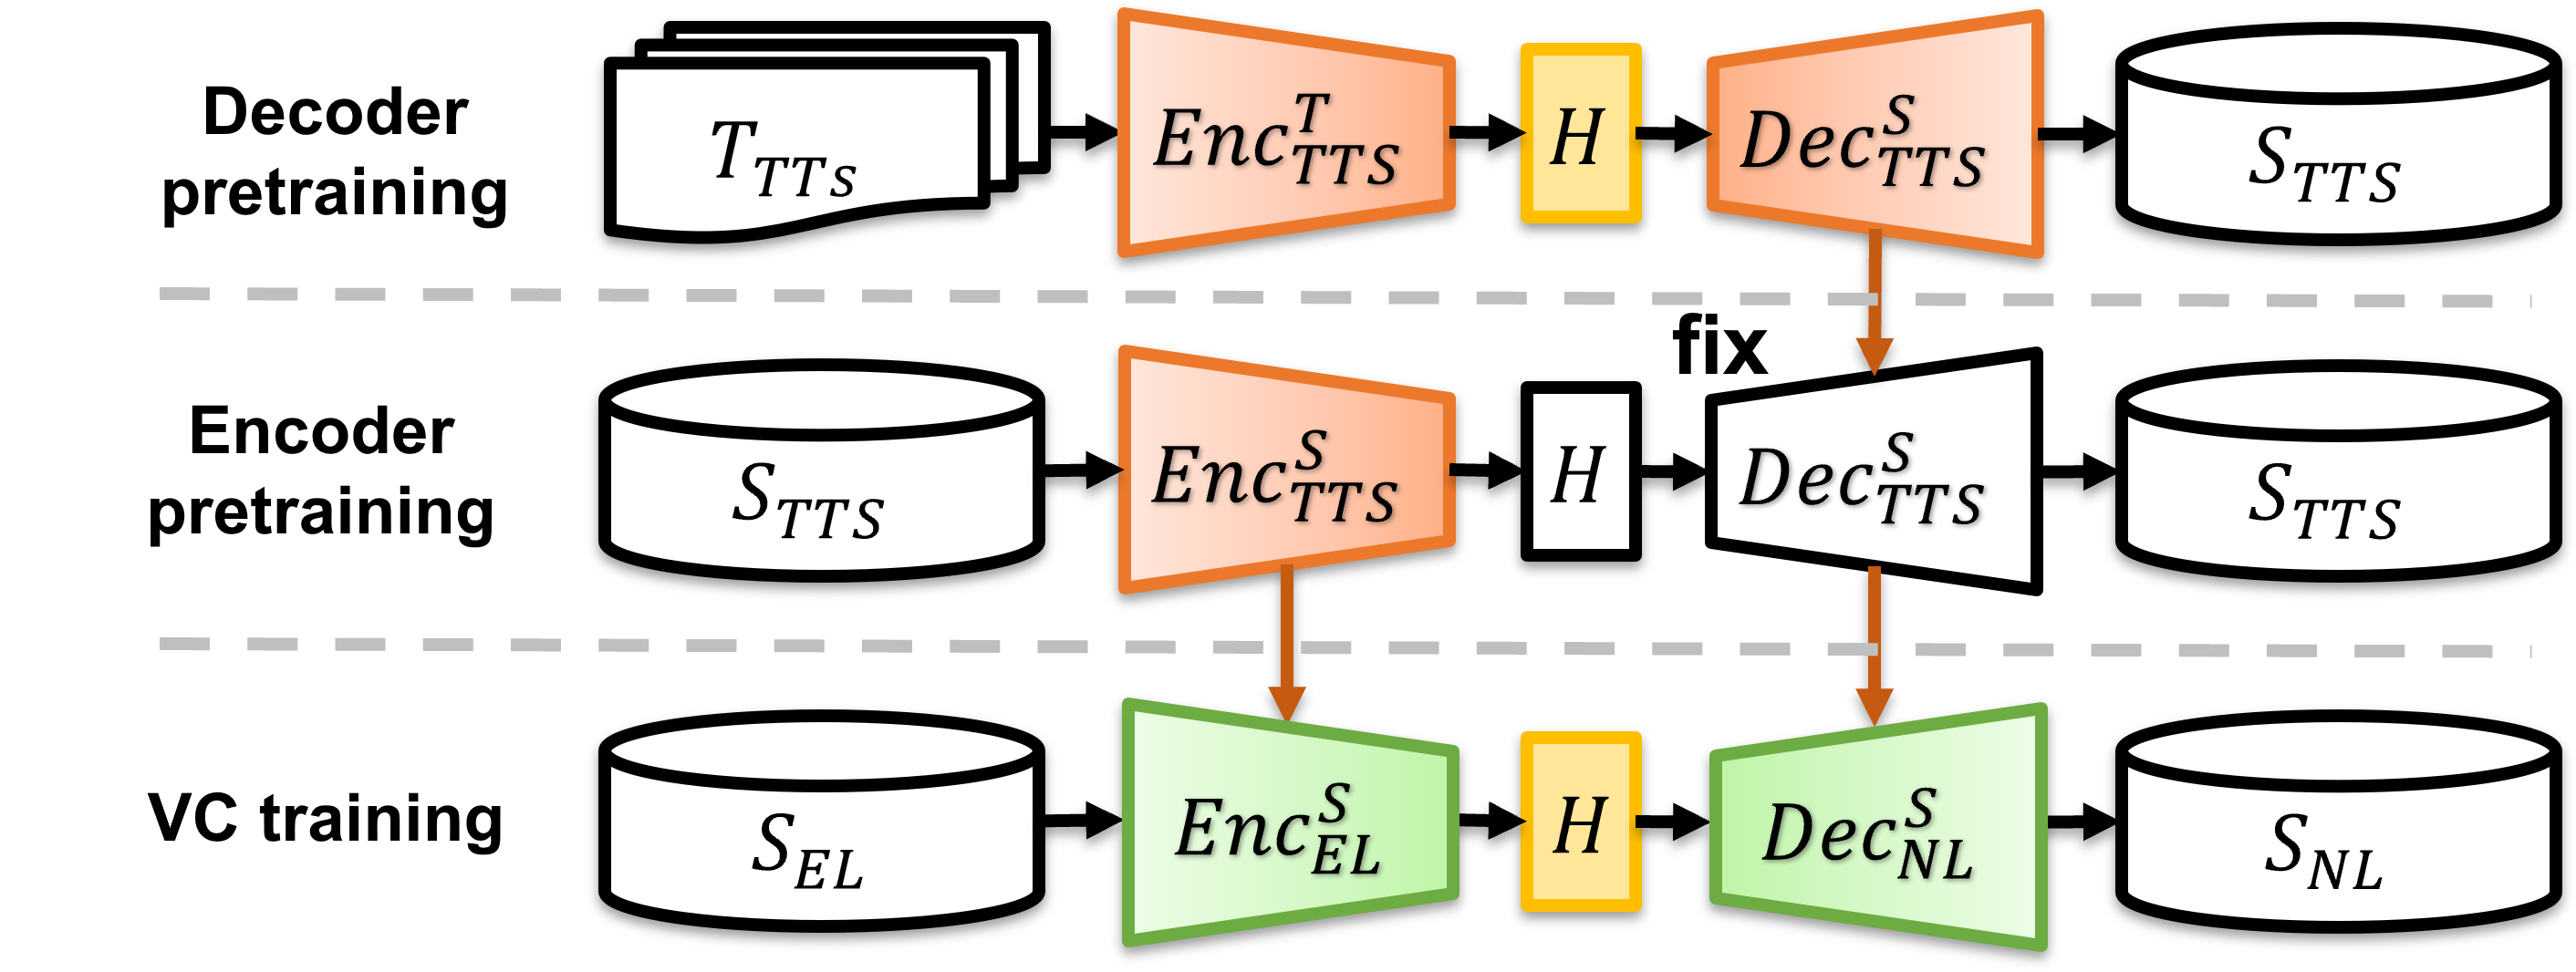 Decoder
pretraining
T_{TTS}
Enc^{T}_{TTS}
H
Dec^{S}_{TTS}
S_{TTS}
fix
Encoder
pretraining
S_{TTS}
Enc^{S}_{TTS}
H
Dec^{S}_{TTS}
S_{TTS}
VC training
S_{EL}
Enc^{S}_{EL}
H
Dec^{S}_{NL}
S_{NL}